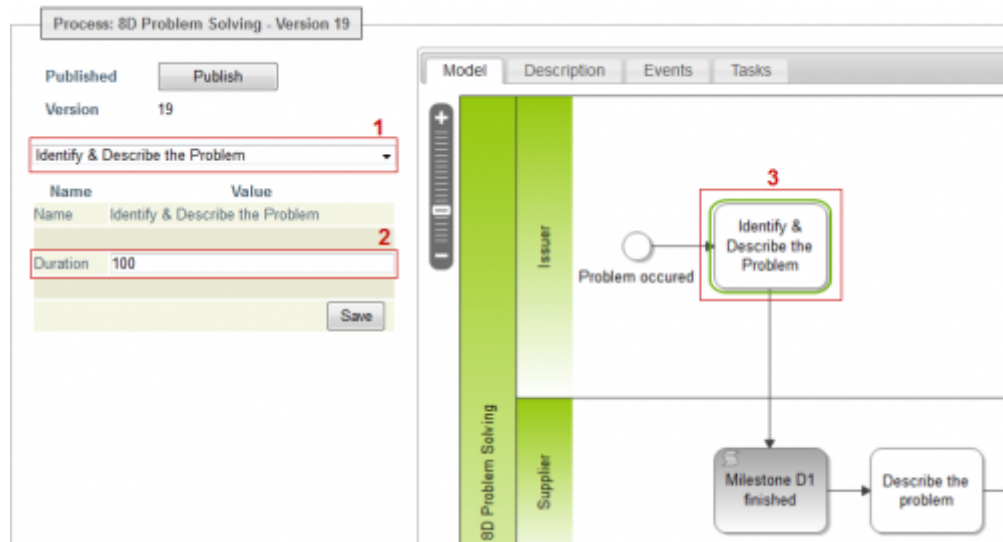 Process: 8D Problem Solving - Version 19
Published
Publish
Version
19
1
Identify & Describe the Problem
Name
Value
Name
Identify & Describe the Problem
2
Duration
100
Save
Model
Description
Events
Tasks
8D Problem Solving
Issuer
Problem occured
3
Identify &
Describe the
Problem
Supplier
Milestone D1
finished
Describe the
problem